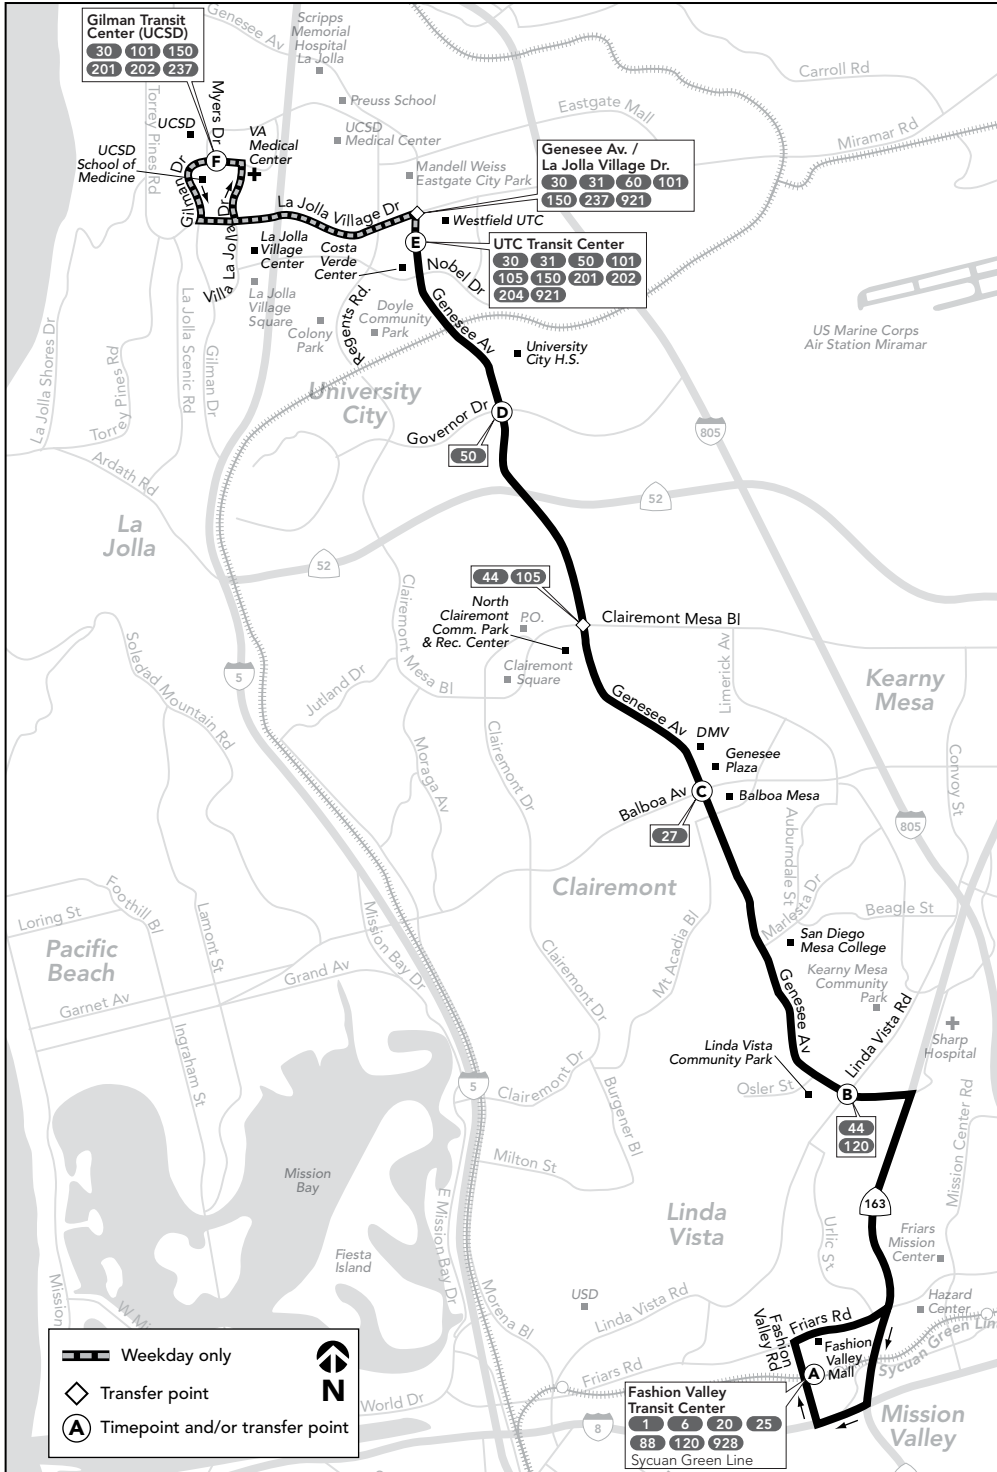 Gilman Transit
Center (UCSD)
30 101 150
201 202 237
Genesee Av
Scripps
Memorial
Hospital
La Jolla
Carroll Rd
Preuss School
Eastgate Mall
Miramar Rd
Torrey Pines Rd
Myers Dr
UCSD
VA
Medical
Center
UCSD
Medical Center
UCSD
School of
Medicine
F
Gilman Dr
Mandell Weiss
Eastgate City Park
Genesee Av. /
La Jolla Village Dr.
30 31 60 101
150 237 921
La Jolla Village Dr
Westfield UTC
Villa La Jolla Dr
La Jolla
Village
Center
Costa
Verde
Center
E
UTC Transit Center
30 31 50 101
105 150 201 202
204 921
Nobel Dr
La Jolla
Village
Square
Colony
Park
Regents Rd.
Doyle
Community
Park
Genesee Av
University
City H.S.
US Marine Corps
Air Station Miramar
La Jolla Shores Dr
Torrey Pines Rd
La Jolla Scenic Rd
Gilman Dr
University
City
Governor Dr
D
50
805
Ardath Rd
La
Jolla
52
52
44 105
North
Clairemont
Comm. Park
& Rec. Center
P.O.
Clairemont Mesa Bl
Clairemont
Square
Clairemont Mesa Bl
Soledad Mountain Rd
5
Jutland Dr
Limerick Av
Kearny
Mesa
Genesee Av
DMV
Genesee
Plaza
Moraga Av
Clairemont Dr
Convoy St
Balboa Av
C
Balboa Mesa
27
805
Auburndale St
Clairemont
Marlesta Dr
Beagle St
Loring St
Foothill Bl
Lamont St
Mission Bay Dr
San Diego
Mesa College
Pacific
Beach
Grand Av
Garnet Av
Clairemont Dr
Mt Acadia Bl
Kearny Mesa
Community
Park
Genesee Av
Linda Vista Rd
Ingraham St
Linda Vista
Community Park
Sharp
Hospital
5
Clairemont Dr
Osler St
B
44
120
Burgener Bl
Mission Center Rd
Milton St
Mission
Bay
E Mission Bay Dr
Linda
Vista
163
Urlic St
Friars
Mission
Center
Fiesta
Island
USD
Linda Vista Rd
Hazard
Center
Mission
W Mi
Morena Bl
Friars Rd
Fashion
Valley Rd
Fashion
Valley
Mall
Sycuan Green Line
Weekday only
Transfer point
A Timepoint and/or transfer point
N
World Dr
Friars Rd
A
8
Fashion Valley
Transit Center
1 6 20 25
88 120 928
Sycuan Green Line
Mission
Valley